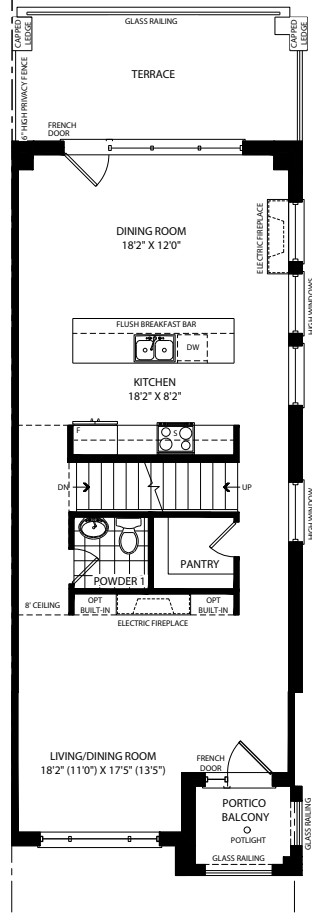 GLASS RAILING
CAPPED
LEDGE
CAPPED
LEDGE
TERRACE
6" HIGH PRIVACY FENCE
FRENCH
DOOR
DINING ROOM
18'2" X 12'0"
ELECTRIC FIREPLACE
HIGH WINDOWS
FLUSH BREAKFAST BAR
DW
KITCHEN
18'2" X 8'2"
F
S
DN
UP
HIGH WINDOW
PANTRY
POWDER 1
8' CEILING
OPT
BUILT-IN
OPT
BUILT-IN
ELECTRIC FIREPLACE
LIVING/DINING ROOM
18'2" (11'0") X 17'5" (13'5")
FRENCH
DOOR
PORTICO
BALCONY
POTLIGHT
GLASS RAILING
GLASS RAILING